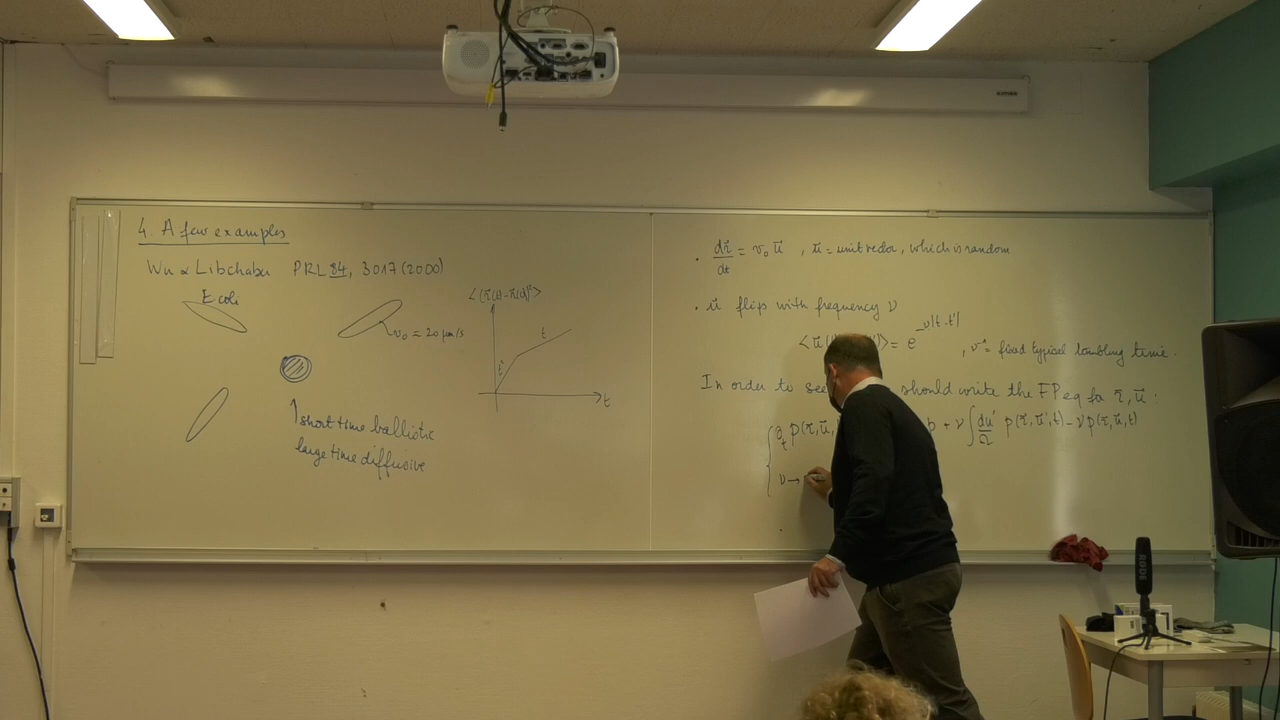 4. A few examples
Wu & Libchaber PRL 84, 3017 (2000)
E coli
v₀ = 20 μm/s
short time ballistic
large time diffusive
t²
t
t
dr⃗/dt = v₀ u⃗ , u⃗ = unit vector, which is random
• u⃗ flips with frequency ν
= e^-ν|t-t'| , ν⁻¹ = fixed typical tumbling time.
In order to see should write the FP eq for r⃗, u⃗ :
∂t p(r⃗, u⃗, p + ν ∫ du'/Ω p(r⃗, u⃗', t) - ν p(r⃗, u⃗, t)
ν →
RØDE